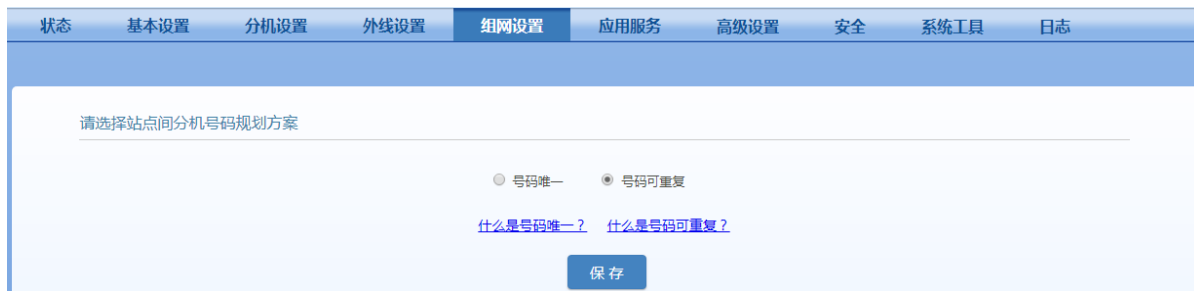 状态 基本设置 分机设置 外线设置 组网设置 应用服务 高级设置 安全 系统工具 日志
请选择站点间分机号码规划方案
号码唯一 号码可重复
什么是号码唯一？ 什么是号码可重复？
保存